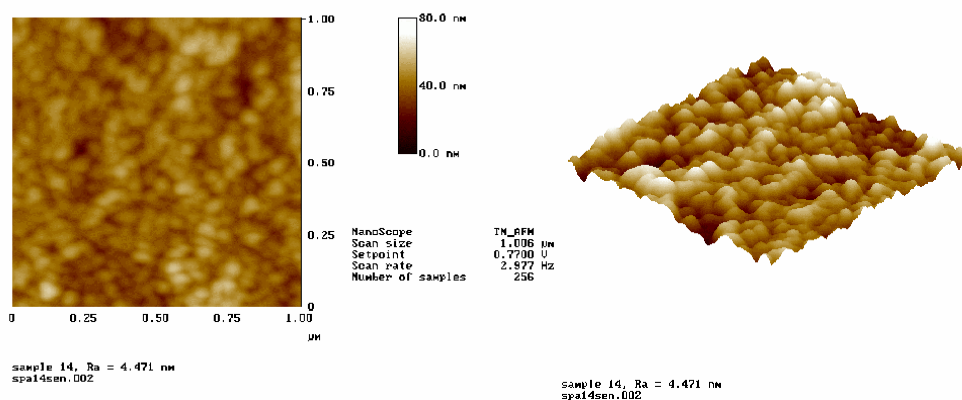 1.00
0.75
0.50
0.25
0
0 0.25 0.50 0.75 1.00
µM
80.0 nM
40.0 nM
0.0 nM
NanoScope TM_AFM
Scan size 1.006 µm
Setpoint 0.7700 V
Scan rate 2.977 Hz
Number of samples 256
sample 14, Ra = 4.471 nm
spa14sen.002
sample 14, Ra = 4.471 nm
spa14sen.002